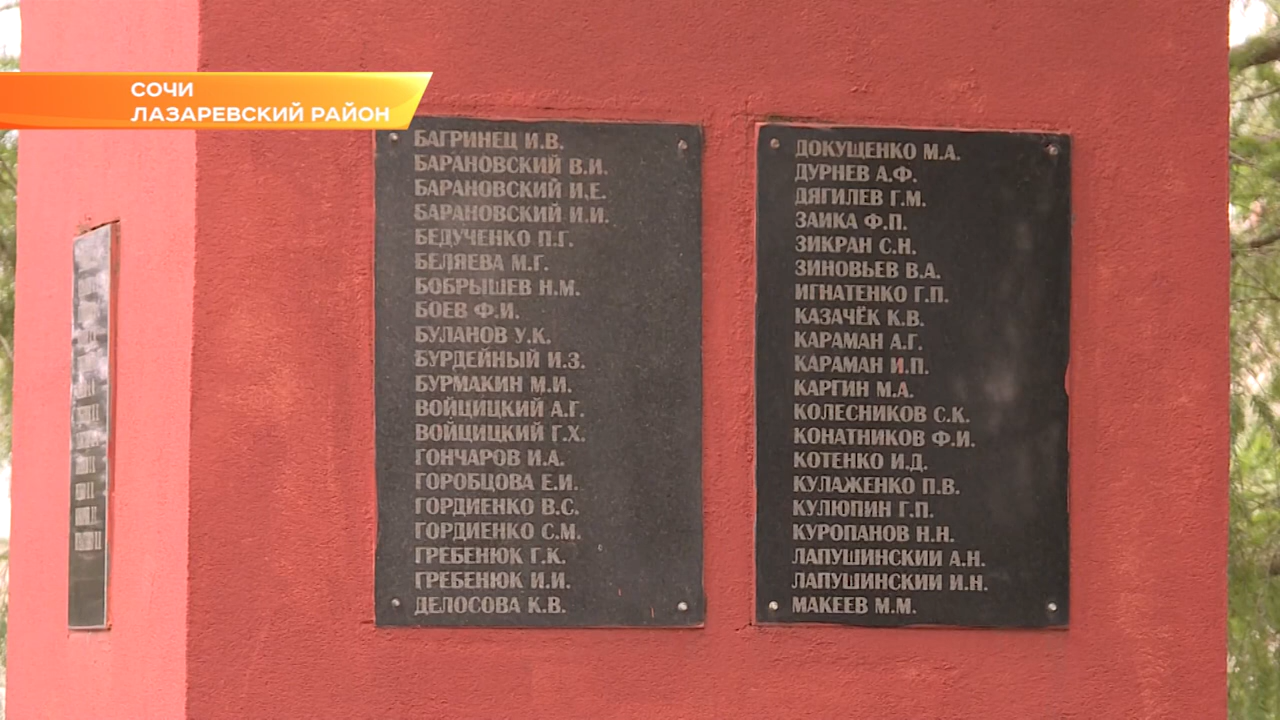 СОЧИ
ЛАЗАРЕВСКИЙ РАЙОН
БАГРИНЕЦ И.В.
БАРАНОВСКИЙ В.И.
БАРАНОВСКИЙ И.Е.
БАРАНОВСКИЙ И.И.
БЕДУЧЕНКО П.Г.
БЕЛЯЕВА М.Г.
БОБРЫШЕВ Н.М.
БОЕВ Ф.И.
БУЛАНОВ У.К.
БУРДЕЙНЫЙ И.З.
БУРМАКИН М.И.
ВОЙЦИЦКИЙ А.Г.
ВОЙЦИЦКИЙ Г.Х.
ГОНЧАРОВ И.А.
ГОРОБЦОВА Е.И.
ГОРДИЕНКО В.С.
ГОРДИЕНКО С.М.
ГРЕБЕНЮК Г.К.
ГРЕБЕНЮК И.И.
ДЕЛОСОВА К.В.
ДОКУЩЕНКО М.А.
ДУРНЕВ А.Ф.
ДЯГИЛЕВ Г.М.
ЗАИКА Ф.П.
ЗИКРАН С.Н.
ЗИНОВЬЕВ В.А.
ИГНАТЕНКО Г.П.
КАЗАЧЁК К.В.
КАРАМАН А.Г.
КАРАМАН И.П.
КАРГИН М.А.
КОЛЕСНИКОВ С.К.
КОНАТНИКОВ Ф.И.
КОТЕНКО И.Д.
КУЛАЖЕНКО П.В.
КУЛЮПИН Г.П.
КУРОПАНОВ Н.Н.
ЛАПУШИНСКИЙ А.Н.
ЛАПУШИНСКИЙ И.Н.
МАКЕЕВ М.М.